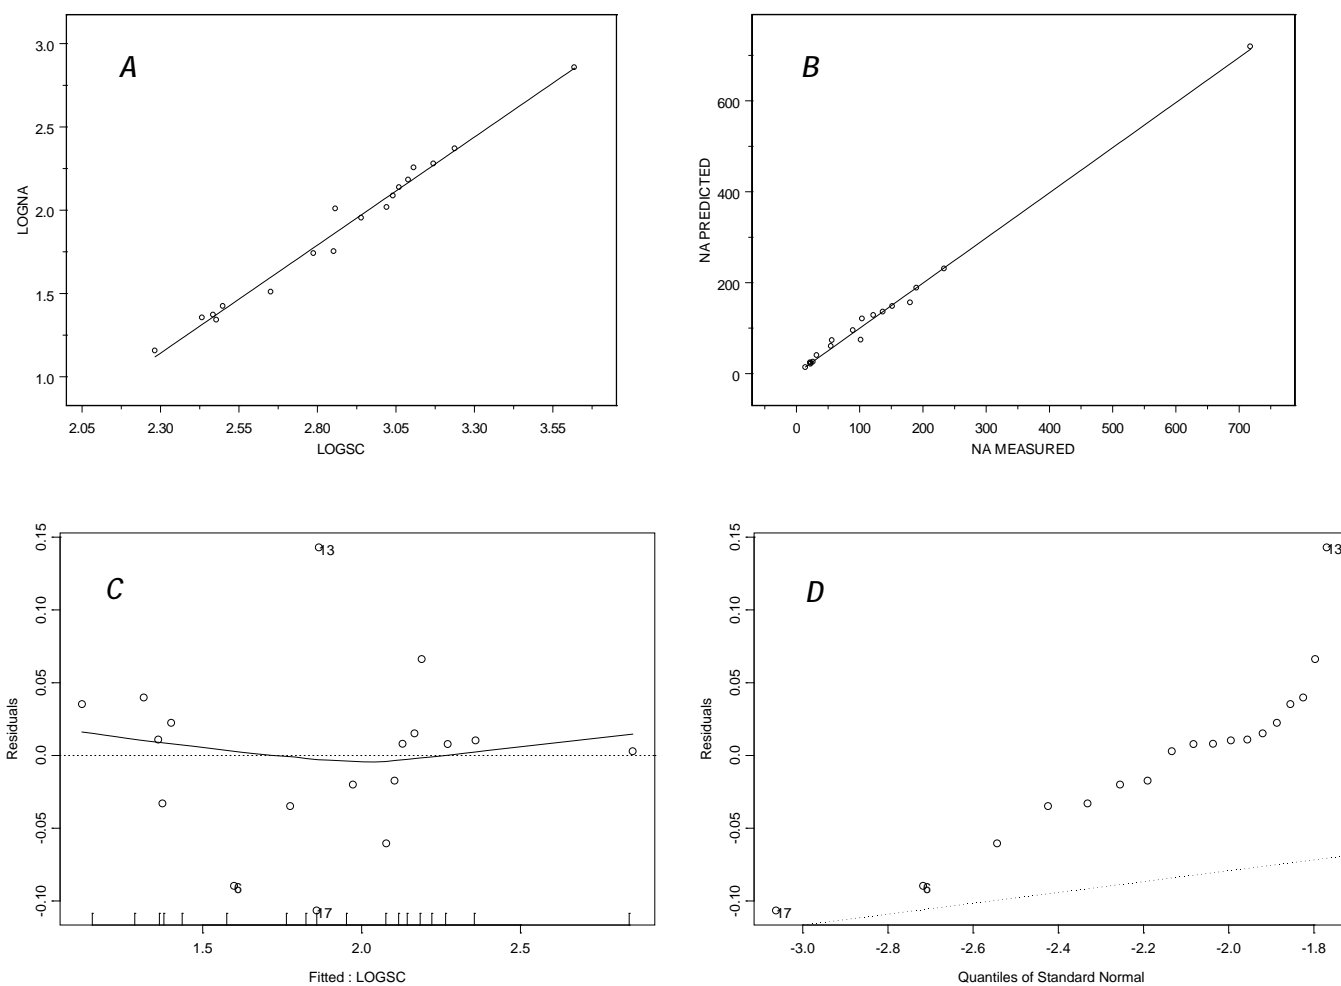 A
3.0
2.5
2.0
1.5
1.0
LOGNA
2.05 2.30 2.55 2.80 3.05 3.30 3.55
LOGSC
B
600
400
200
0
NA PREDICTED
0 100 200 300 400 500 600 700
NA MEASURED
C
0.15
0.10
0.05
0.0
-0.05
-0.10
Residuals
13
6
17
1.5 2.0 2.5
Fitted : LOGSC
D
0.15
0.10
0.05
0.0
-0.05
-0.10
Residuals
13
6
17
-3.0 -2.8 -2.6 -2.4 -2.2 -2.0 -1.8
Quantiles of Standard Normal